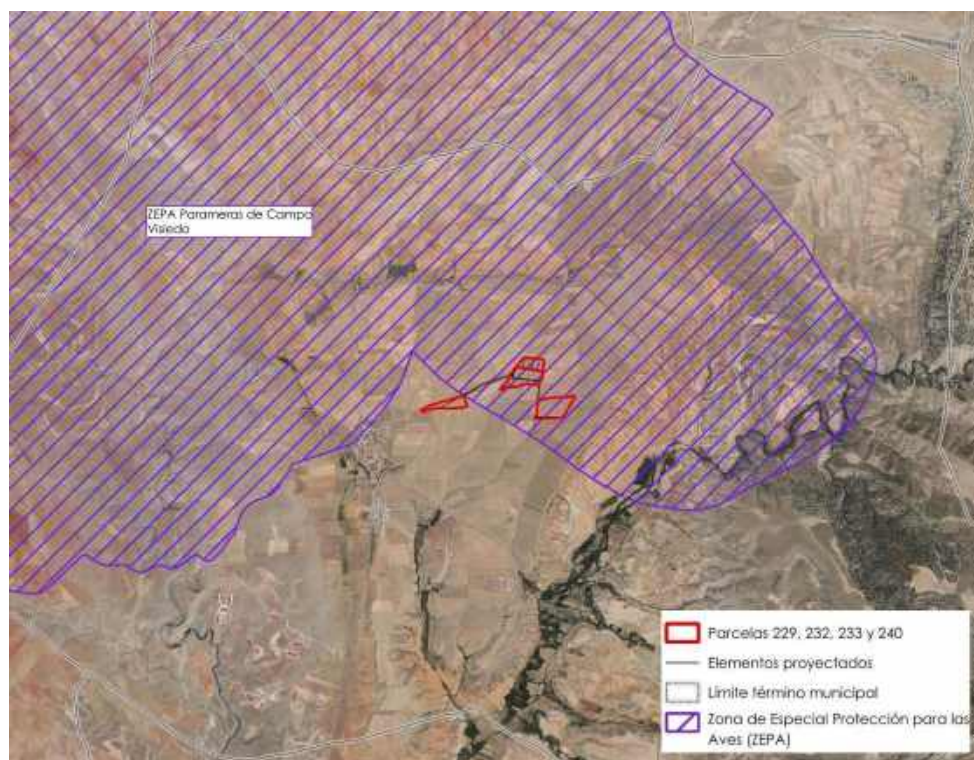 ZEPA Parameras de Campo
Visiedo
Parcelas 229, 232, 233 y 240
Elementos proyectados
Límite término municipal
Zona de Especial Protección para las
Aves (ZEPA)